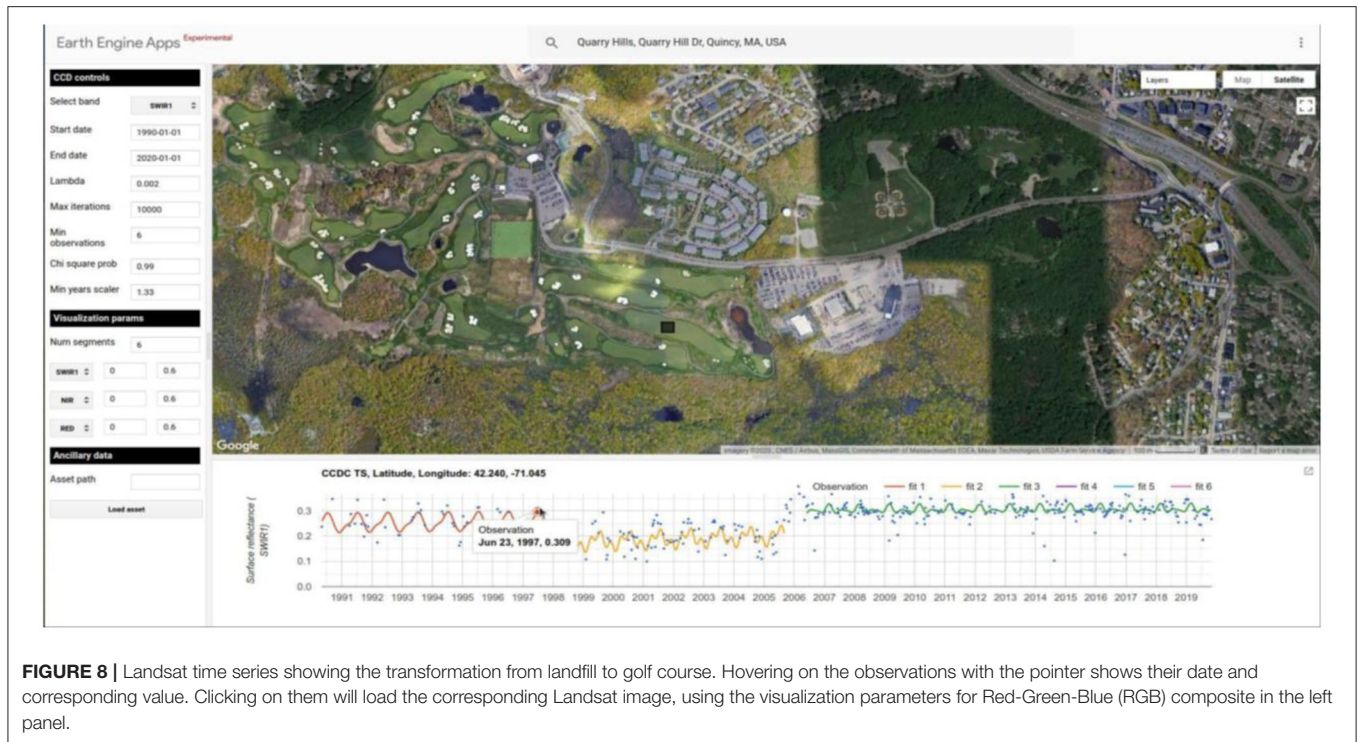 Earth Engine Apps Experimental
Quarry Hills, Quarry Hill Dr, Quincy, MA, USA
CCD controls
Select band SWIR1
Start date 1990-01-01
End date 2020-01-01
Lambda 0.002
Max iterations 10000
Min observations 6
Chi square prob 0.99
Min years scaler 1.33
Visualization params
Num segments 6
SWIR1 0 0.6
NIR 0 0.6
RED 0 0.6
Ancillary data
Asset path
Load asset
Layers Map Satellite
Google
Terms of Use Report a map error
CCDC TS, Latitude, Longitude: 42.240, -71.045
Observation fit 1 fit 2 fit 3 fit 4 fit 5 fit 6
Surface reflectance (
SWIR1)
0.3
0.2
0.1
0.0
Observation
Jun 23, 1997, 0.309
1991 1992 1993 1994 1995 1996 1997 1998 1999 2000 2001 2002 2003 2004 2005 2006 2007 2008 2009 2010 2011 2012 2013 2014 2015 2016 2017 2018 2019
FIGURE 8 | Landsat time series showing the transformation from landfill to golf course. Hovering on the observations with the pointer shows their date and
corresponding value. Clicking on them will load the corresponding Landsat image, using the visualization parameters for Red-Green-Blue (RGB) composite in the left
panel.